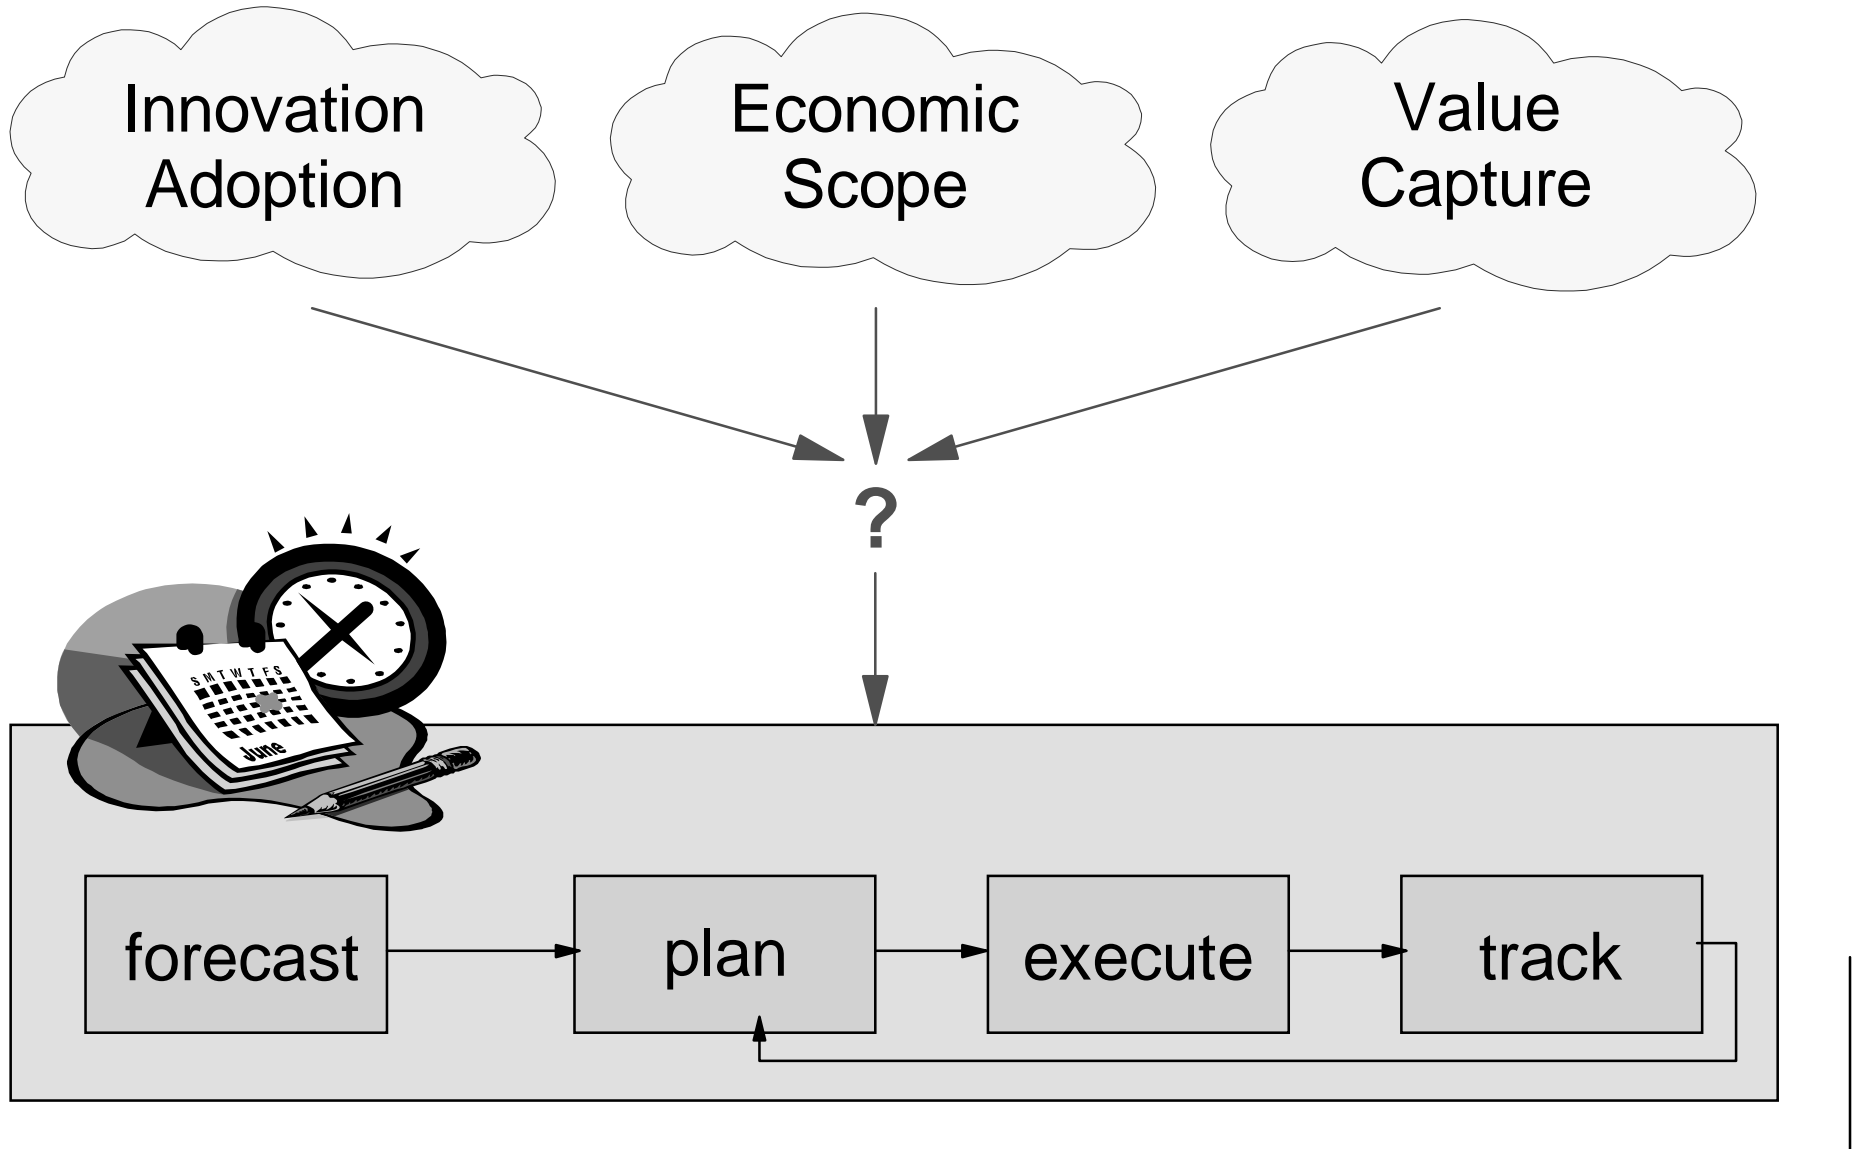 Innovation
Adoption
Economic
Scope
Value
Capture
?
S M T W T F S
June
forecast
plan
execute
track